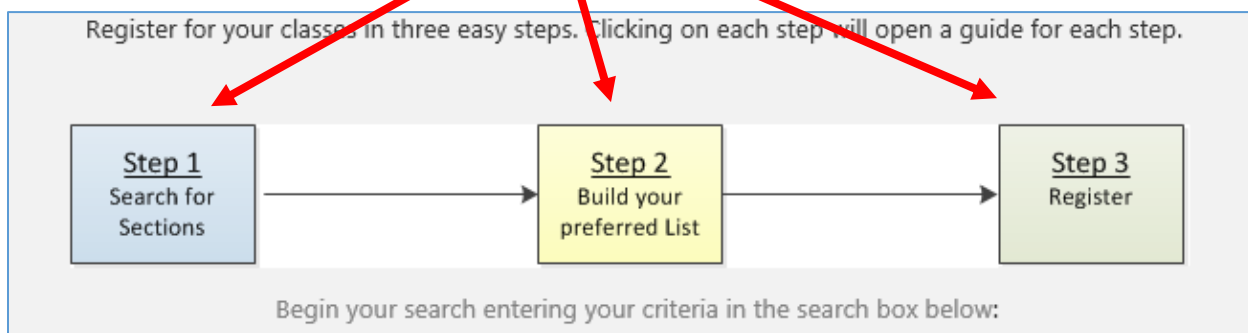 Register for your classes in three easy steps. Clicking on each step will open a guide for each step.
Step 1
Search for
Sections
Step 2
Build your
preferred List
Step 3
Register
Begin your search entering your criteria in the search box below: